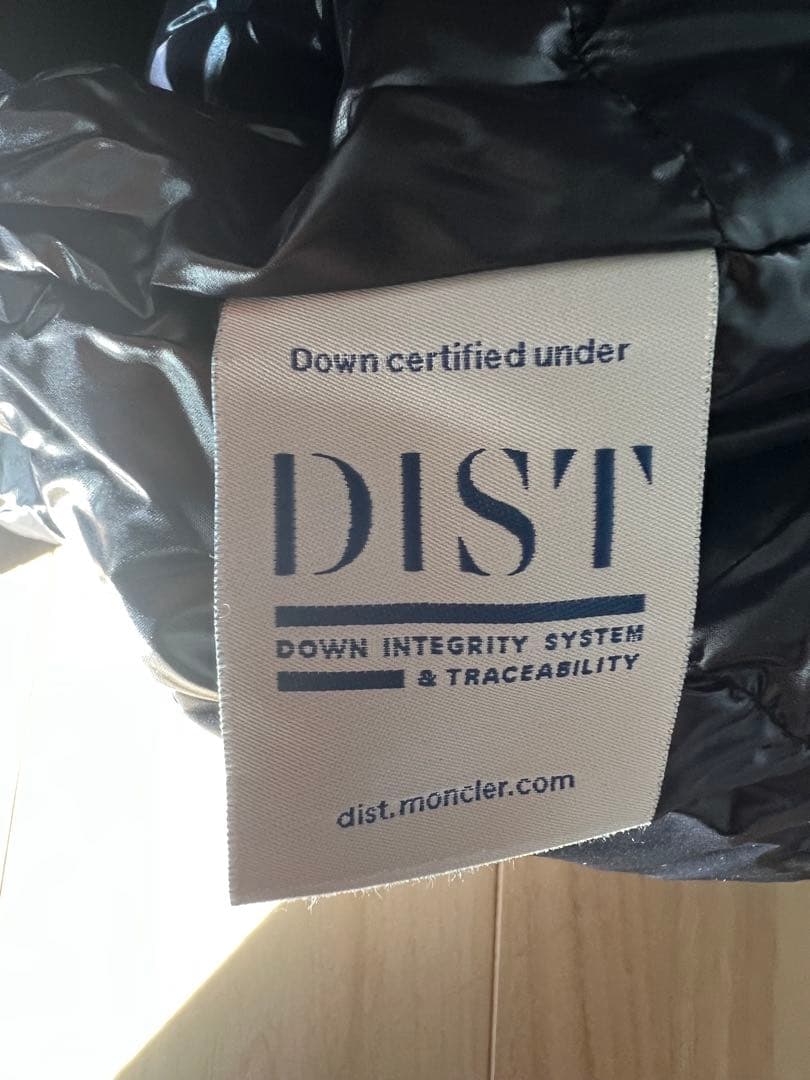 Down certified under
DIST
DOWN INTEGRITY SYSTEM
& TRACEABILITY
dist.moncler.com